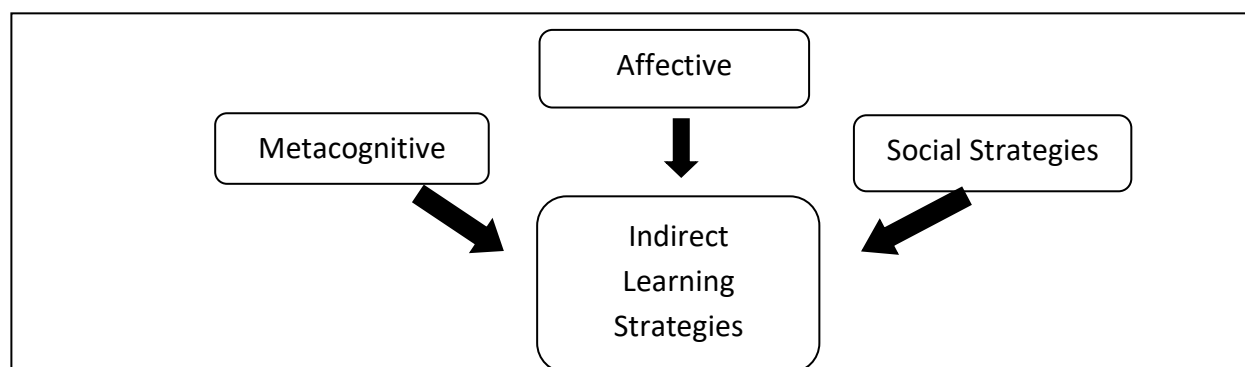 Affective
Metacognitive
Social Strategies
Indirect
Learning
Strategies